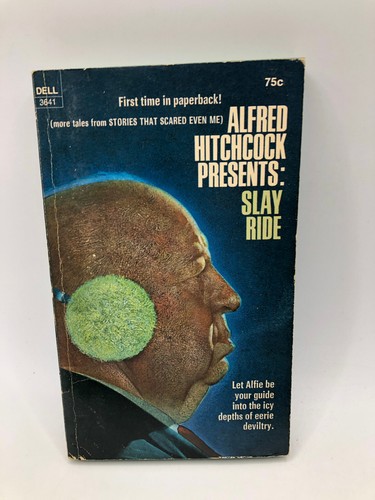 DELL
3641
75c
First time in paperback!
(more tales from STORIES THAT SCARED EVEN ME)
ALFRED
HITCHCOCK
PRESENTS:
SLAY
RIDE
Let Alfie be
your guide
into the icy
depths of eerie
deviltry.